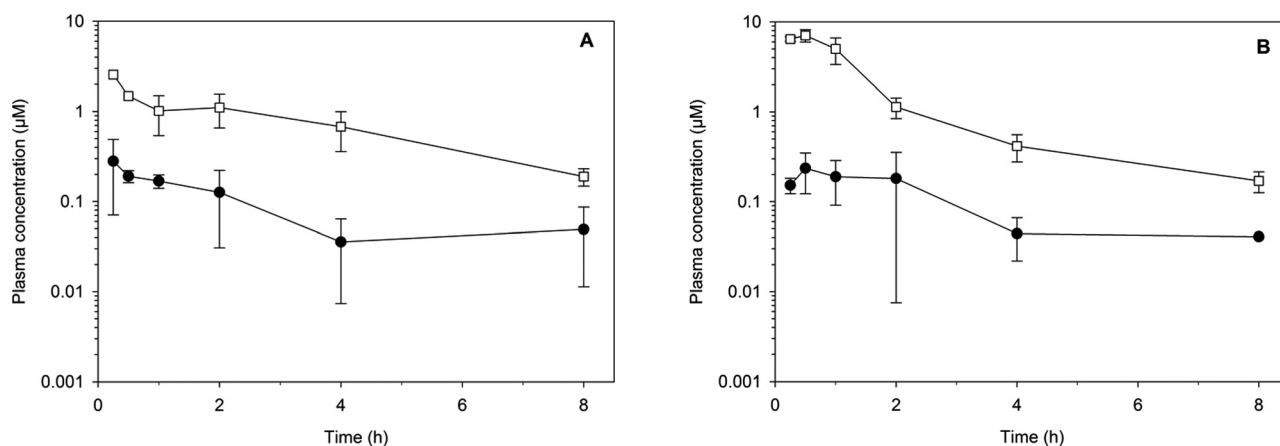 A
Plasma concentration (µM)
10
1
0.1
0.01
0.001
0 2 4 6 8
Time (h)
B
Plasma concentration (µM)
10
1
0.1
0.01
0.001
0 2 4 6 8
Time (h)